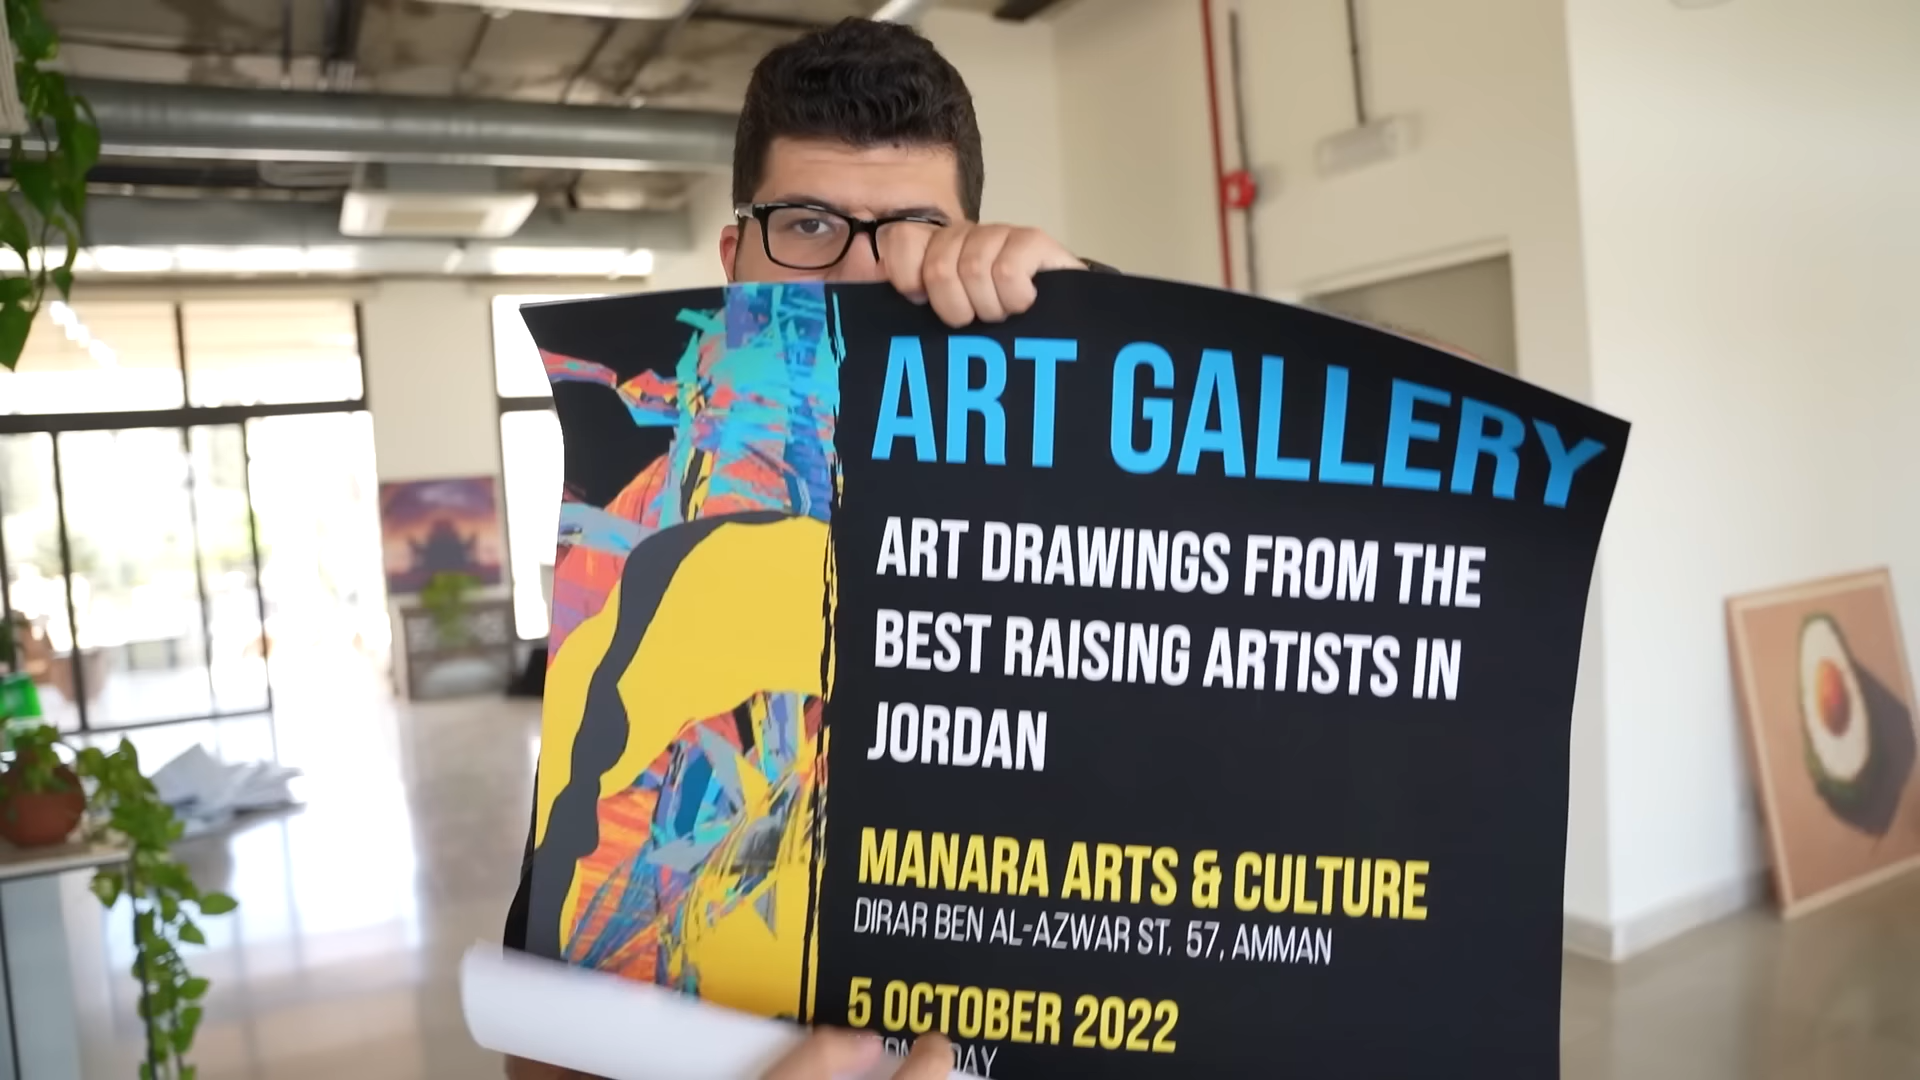 ART GALLERY
ART DRAWINGS FROM THE
BEST RAISING ARTISTS IN
JORDAN
MANARA ARTS & CULTURE
DIRAR BEN AL-AZWAR ST. 57, AMMAN
5 OCTOBER 2022